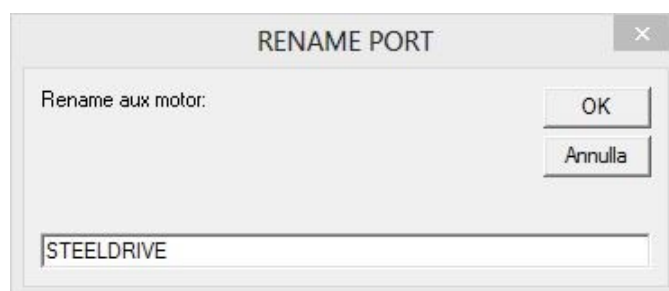 RENAME PORT
Rename aux motor:
OK
Annulla
STEELDRIVE